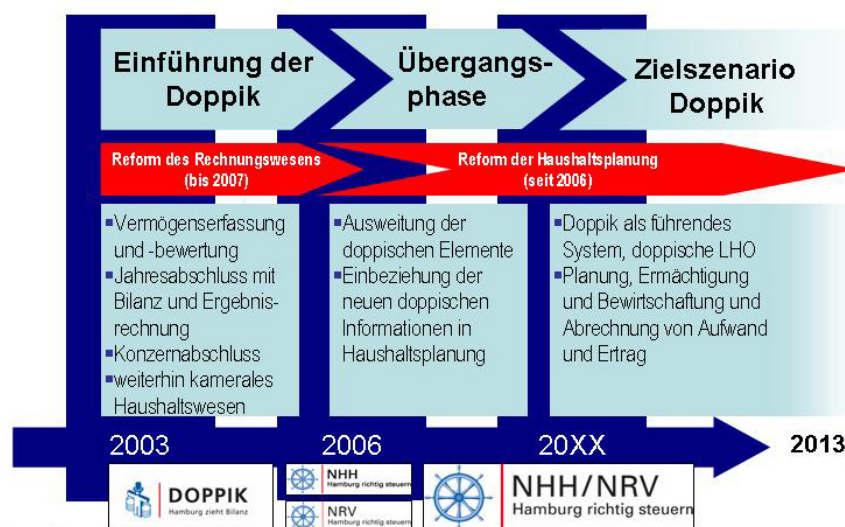 Einführung der
Doppik
Übergangs-
phase
Zielszenario
Doppik
Reform des Rechnungswesens
(bis 2007)
Reform der Haushaltsplanung
(seit 2006)
▪Vermögenserfassung
und -bewertung
▪Jahresabschluss mit
Bilanz und Ergebnis-
rechnung
▪Konzernabschluss
▪weiterhin kamerales
Haushaltswesen
▪Ausweitung der
doppischen Elemente
▪Einbeziehung der
neuen doppischen
Informationen in
Haushaltsplanung
▪Doppik als führendes
System, doppische LHO
▪Planung, Ermächtigung
und Bewirtschaftung und
Abrechnung von Aufwand
und Ertrag
2003
2006
20XX
2013
DOPPIK
Hamburg zieht Bilanz
NHH
Hamburg richtig steuern
NRV
Hamburg richtig steuern
NHH/NRV
Hamburg richtig steuern